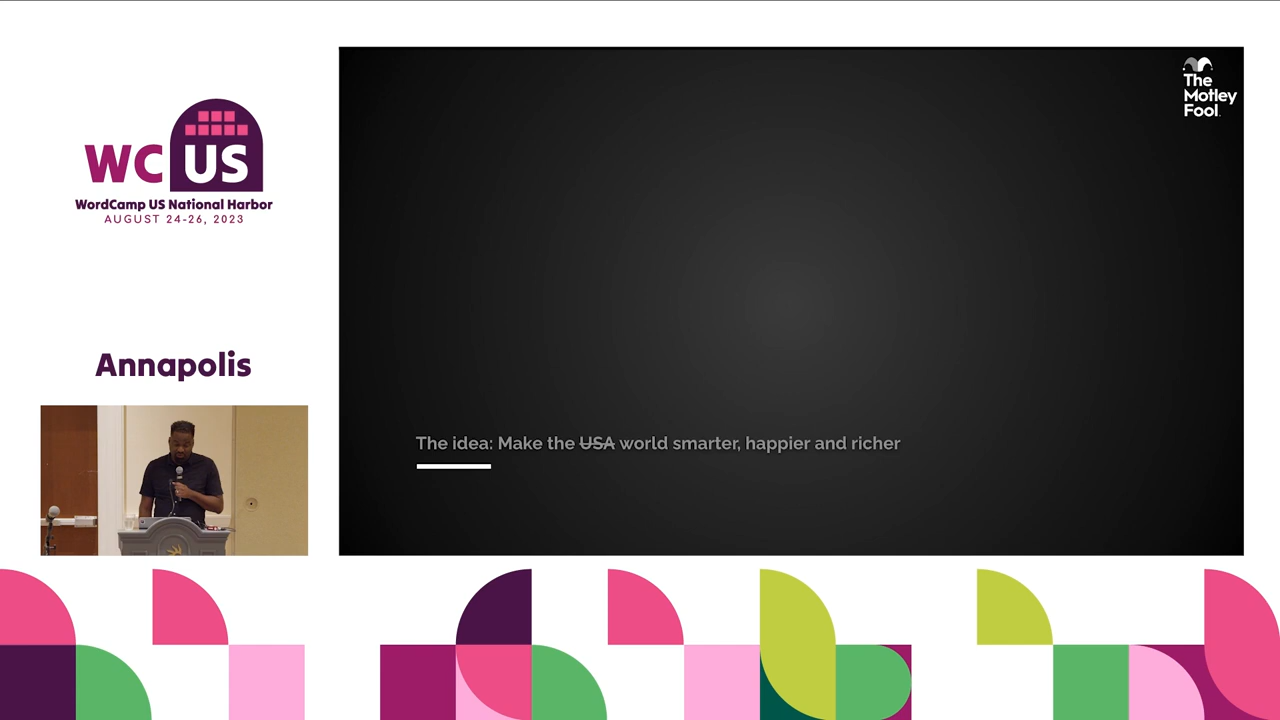 WC US
WordCamp US National Harbor
AUGUST 24-26, 2023
Annapolis
The
Motley
Fool.
The idea: Make the USA world smarter, happier and richer